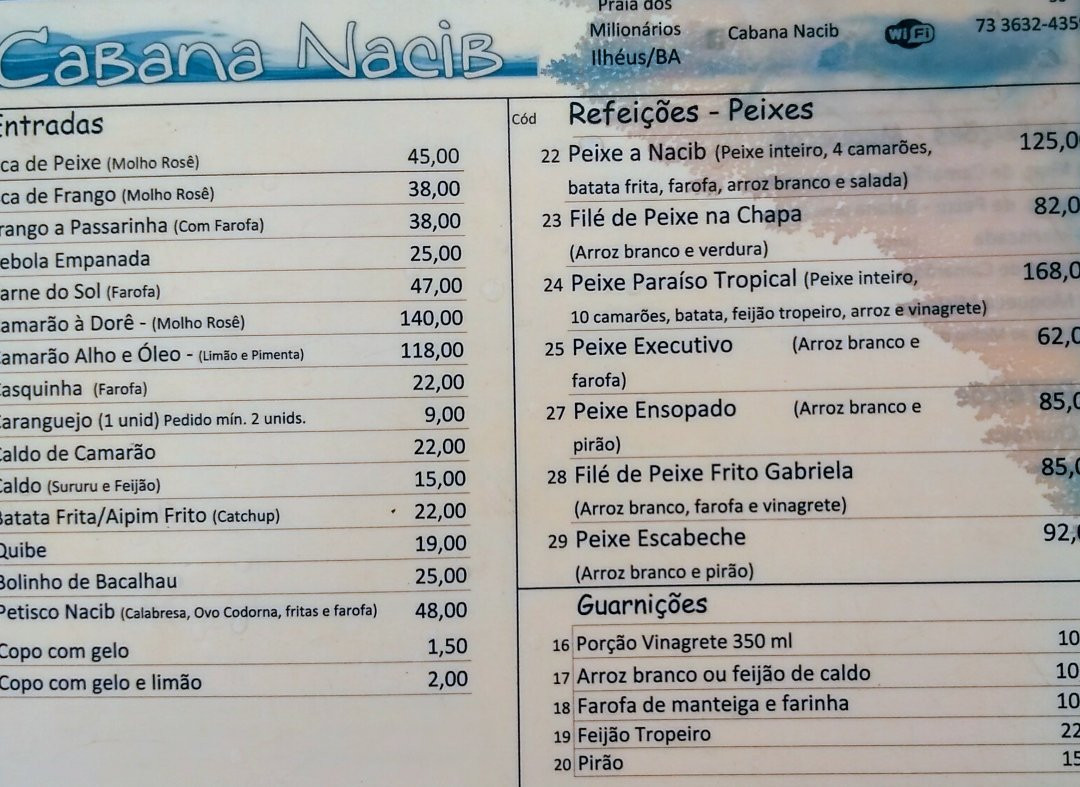 Cabana Nacib
Praia dos
Milionários
Ilhéus/BA
Cabana Nacib
Wi Fi
73 3632-435
Entradas
ca de Peixe (Molho Rosê) 45,00
ca de Frango (Molho Rosê) 38,00
rango a Passarinha (Com Farofa) 38,00
ebola Empanada 25,00
arne do Sol (Farofa) 47,00
amarão à Dorê - (Molho Rosê) 140,00
amarão Alho e Óleo - (Limão e Pimenta) 118,00
asquinha (Farofa) 22,00
aranguejo (1 unid) Pedido mín. 2 unids. 9,00
aldo de Camarão 22,00
aldo (Sururu e Feijão) 15,00
Batata Frita/Aipim Frito (Catchup) 22,00
Quibe 19,00
Bolinho de Bacalhau 25,00
Petisco Nacib (Calabresa, Ovo Codorna, fritas e farofa) 48,00
Copo com gelo 1,50
Copo com gelo e limão 2,00
Cód Refeições - Peixes
22 Peixe a Nacib (Peixe inteiro, 4 camarões, 125,0
batata frita, farofa, arroz branco e salada)
23 Filé de Peixe na Chapa 82,0
(Arroz branco e verdura)
24 Peixe Paraíso Tropical (Peixe inteiro, 168,0
10 camarões, batata, feijão tropeiro, arroz e vinagrete)
25 Peixe Executivo (Arroz branco e 62,0
farofa)
27 Peixe Ensopado (Arroz branco e 85,0
pirão)
28 Filé de Peixe Frito Gabriela 85,0
(Arroz branco, farofa e vinagrete)
29 Peixe Escabeche 92,0
(Arroz branco e pirão)
Guarnições
16 Porção Vinagrete 350 ml 10
17 Arroz branco ou feijão de caldo 10
18 Farofa de manteiga e farinha 10
19 Feijão Tropeiro 22
20 Pirão 15